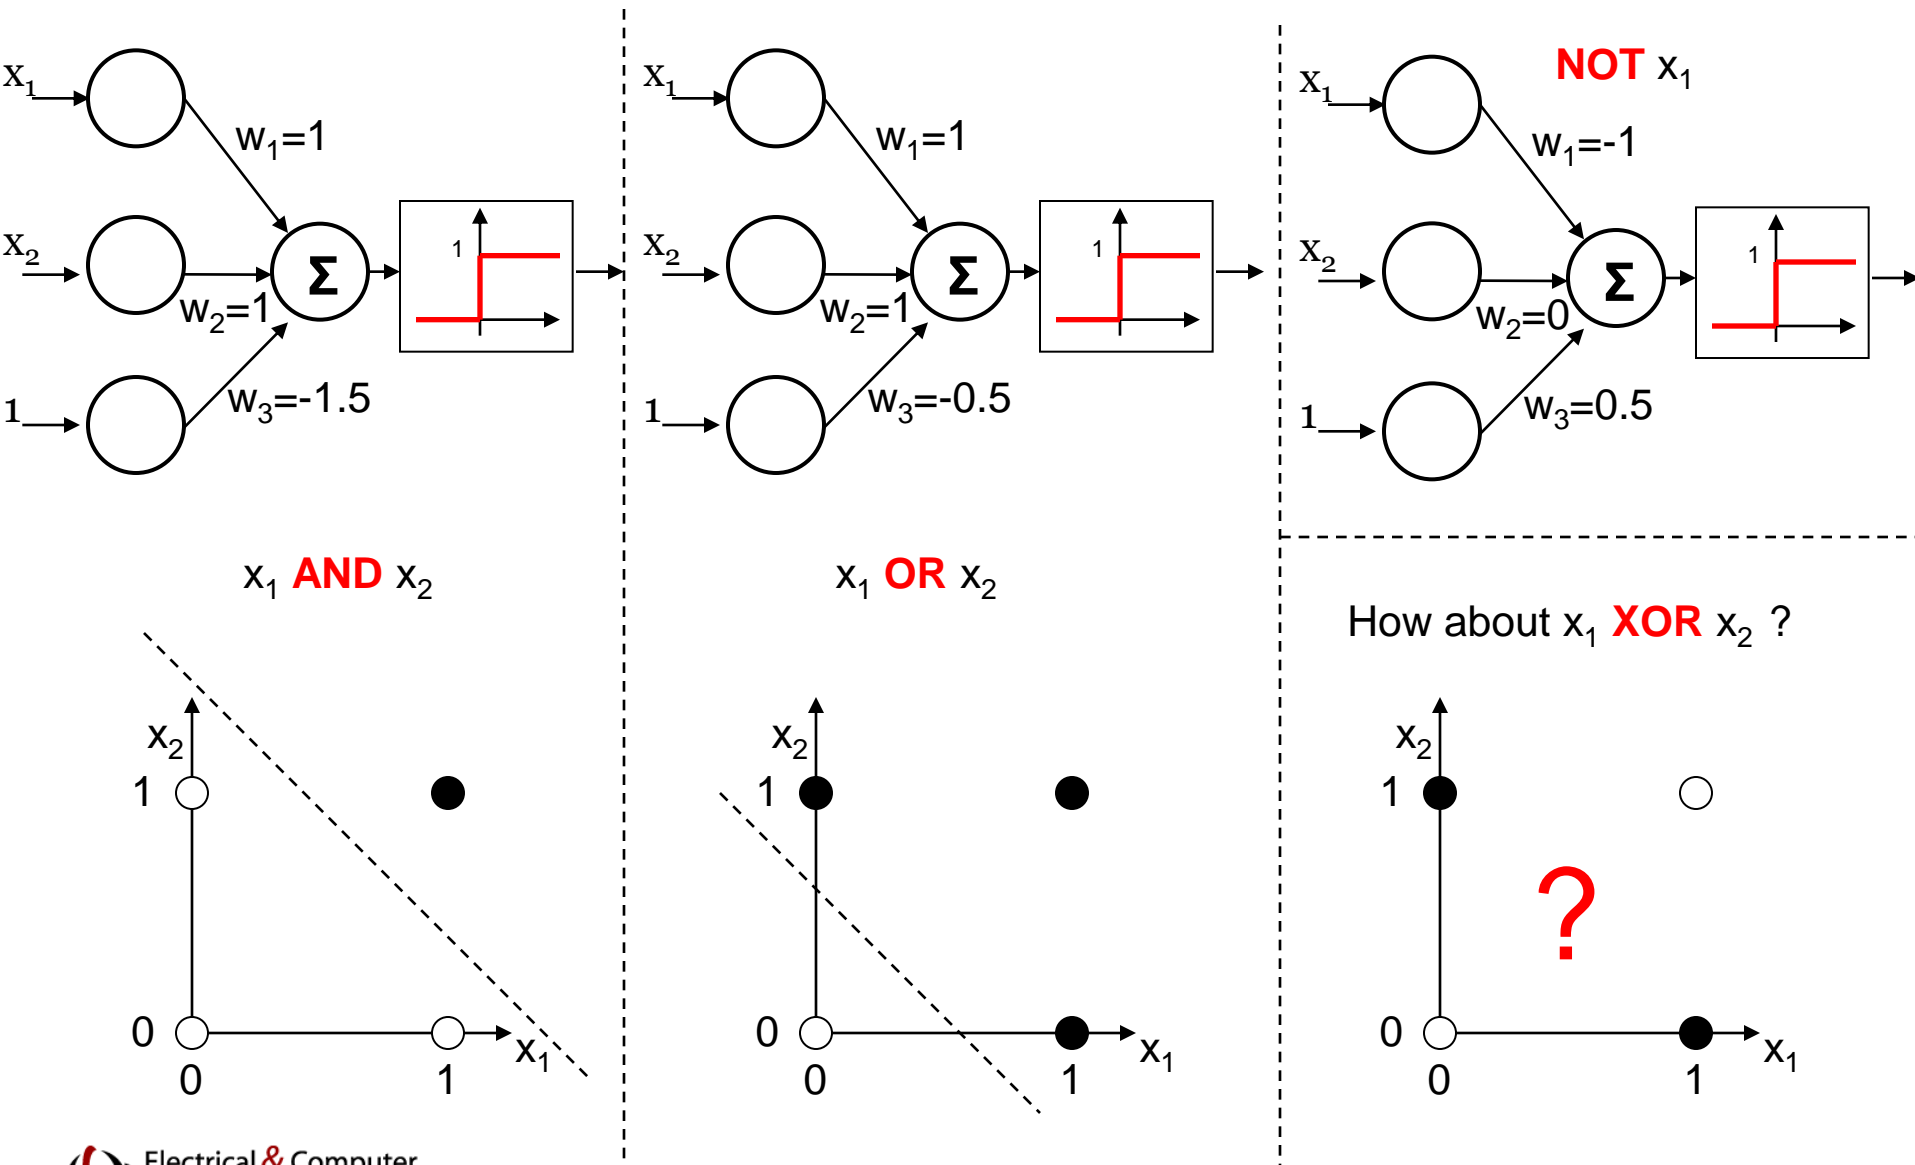 x₁
w₁=1
x₂
w₂=1
Σ
1
1
w₃=-1.5
x₁ AND x₂
x₂
1
0
x₁
0
1
x₁
w₁=1
x₂
w₂=1
Σ
1
1
w₃=-0.5
x₁ OR x₂
x₂
1
0
x₁
0
1
NOT x₁
x₁
w₁=-1
x₂
w₂=0
Σ
1
1
w₃=0.5
How about x₁ XOR x₂ ?
x₂
1
?
0
x₁
0
1
Electrical & Computer